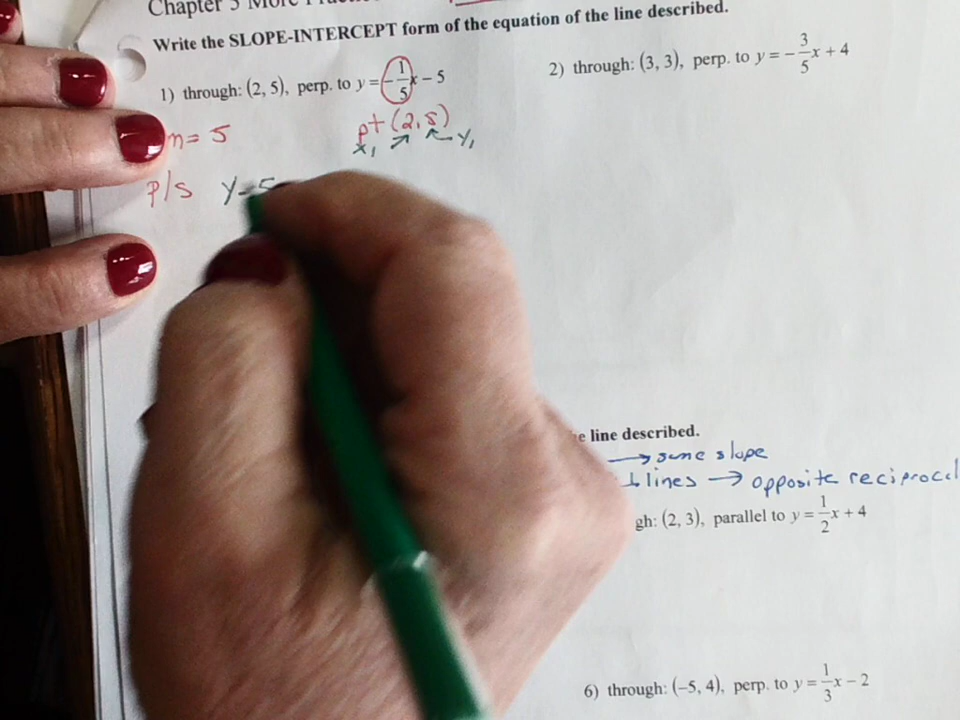 Chapter 3 More
Write the SLOPE-INTERCEPT form of the equation of the line described.
1) through: (2, 5), perp. to y = -1/5x - 5
2) through: (3, 3), perp. to y = -3/5x + 4
m = 5
pt (2, 5)
x₁ y₁
P/S y-5
line described.
→ same slope
⊥ lines → opposite reciprocal
gh: (2, 3), parallel to y = 1/2x + 4
6) through: (-5, 4), perp. to y = 1/3x - 2